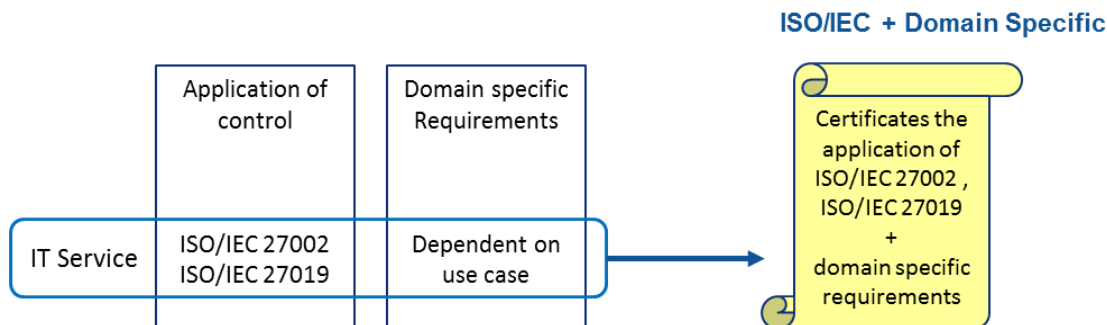 ISO/IEC + Domain Specific
Application of
control
Domain specific
Requirements
IT Service
ISO/IEC 27002
ISO/IEC 27019
Dependent on
use case
Certificates the
application of
ISO/IEC 27002 ,
ISO/IEC 27019
+
domain specific
requirements